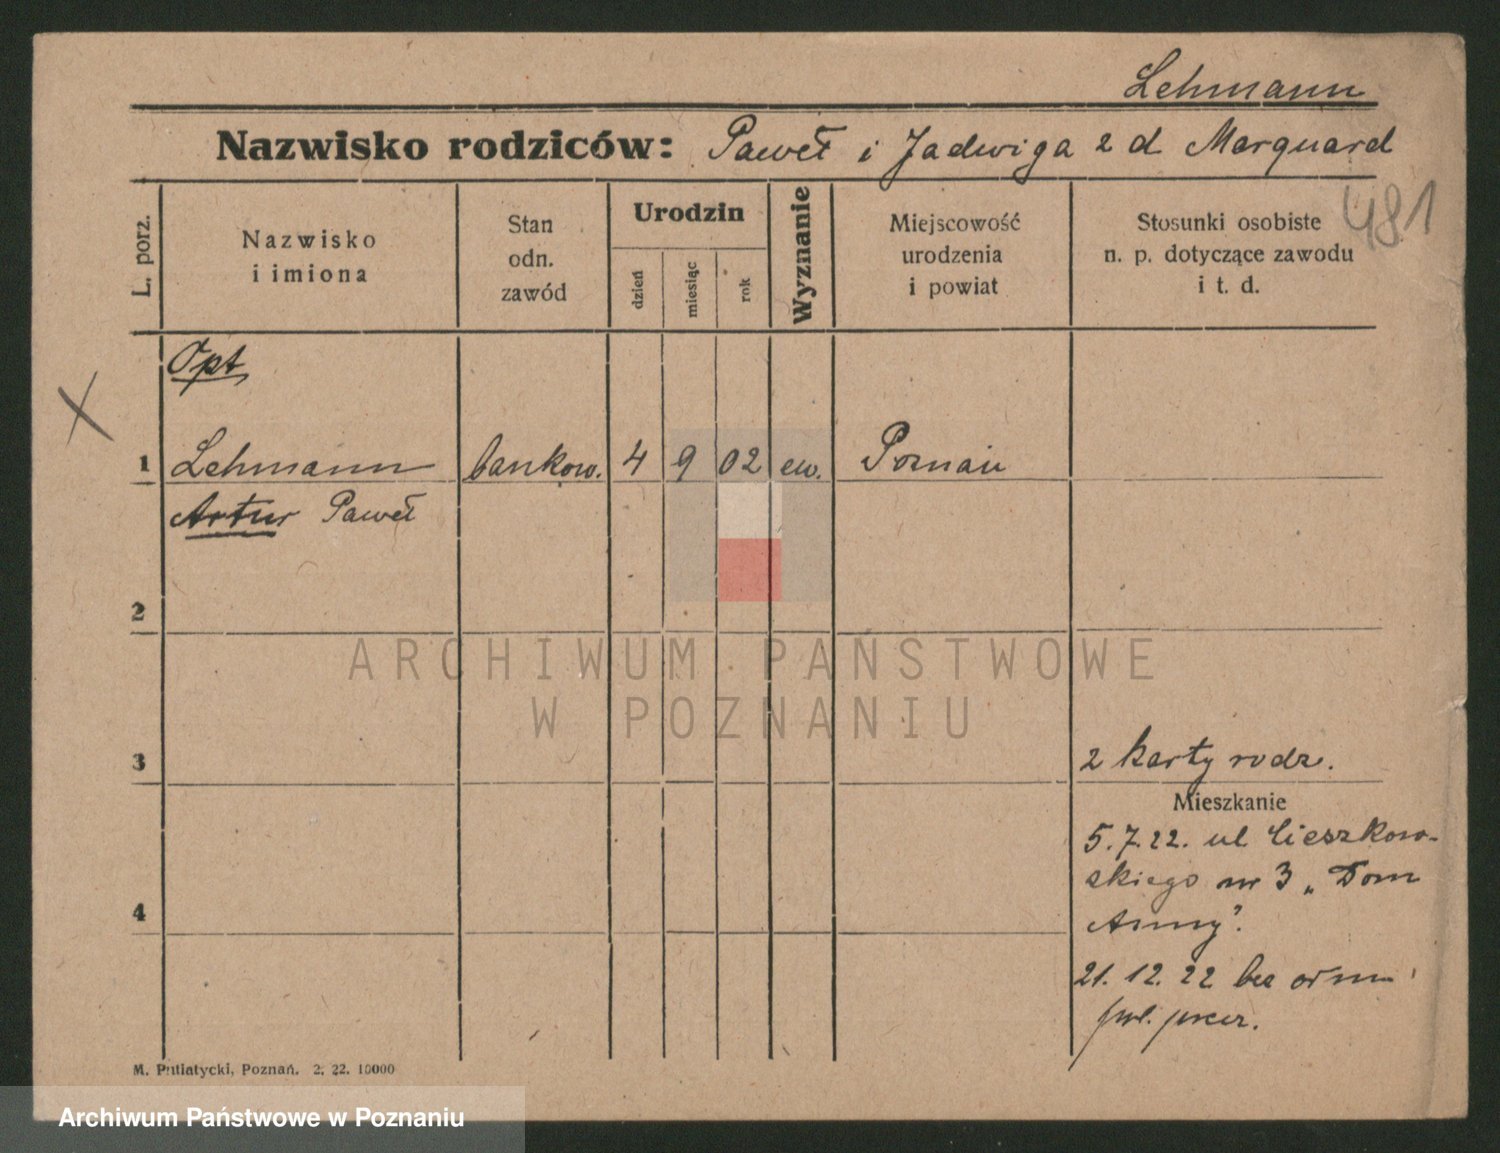 Lehmann
Nazwisko rodziców: Paweł i Jadwiga z d Marquard
481
L. porz.
Nazwisko
i imiona
Stan
odn.
zawód
Urodzin
dzień
miesiąc
rok
Wyznanie
Miejscowość
urodzenia
i powiat
Stosunki osobiste
n. p. dotyczące zawodu
i t. d.
Opt
1 Lehmann bankow. 4 9 02 ew. Poznań
Artur Paweł
2
ARCHIWUM PAŃSTWOWE
W POZNANIU
3
2 karty rodz.
Mieszkanie
5.7.22. ul Cieszkow-
skiego nr 3 „Dom
4
Anny".
21. 12. 22 bez
M. Putiatycki, Poznań. 2. 22. 10000
Archiwum Państwowe w Poznaniu